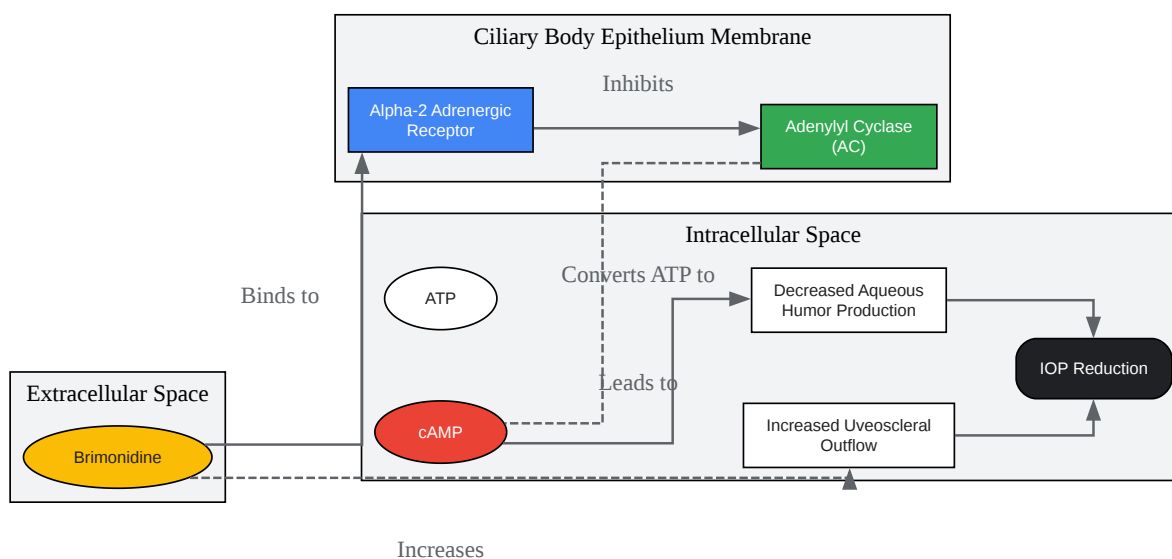 Ciliary Body Epithelium Membrane
Inhibits
Alpha-2 Adrenergic
Receptor
Adenylyl Cyclase
(AC)
Intracellular Space
Converts ATP to
Binds to
ATP
Decreased Aqueous
Humor Production
IOP Reduction
Leads to
Extracellular Space
Brimonidine
cAMP
Increased Uveoscleral
Outflow
Increases